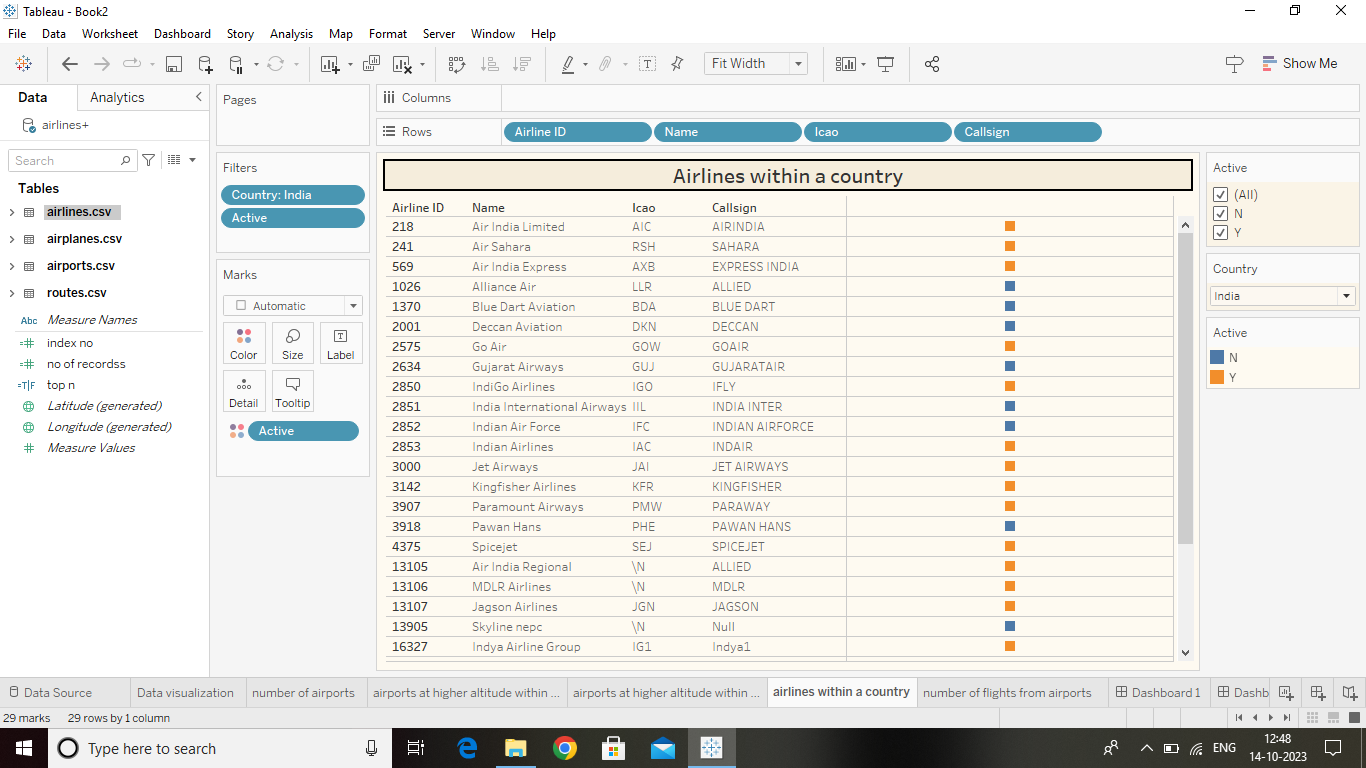 Tableau - Book2
File Data Worksheet Dashboard Story Analysis Map Format Server Window Help
Fit Width
Show Me
Data Analytics
airlines+
Search
Tables
airlines.csv
airplanes.csv
airports.csv
routes.csv
Abc Measure Names
index no
no of recordss
top n
Latitude (generated)
Longitude (generated)
Measure Values
Pages
Filters
Country: India
Active
Marks
Automatic
Color Size Label
Detail Tooltip
Active
Columns
Rows Airline ID Name Icao Callsign
Airlines within a country
Airline ID Name Icao Callsign
218 Air India Limited AIC AIRINDIA
241 Air Sahara RSH SAHARA
569 Air India Express AXB EXPRESS INDIA
1026 Alliance Air LLR ALLIED
1370 Blue Dart Aviation BDA BLUE DART
2001 Deccan Aviation DKN DECCAN
2575 Go Air GOW GOAIR
2634 Gujarat Airways GUJ GUJARATAIR
2850 IndiGo Airlines IGO IFLY
2851 India International Airways IIL INDIA INTER
2852 Indian Air Force IFC INDIAN AIRFORCE
2853 Indian Airlines IAC INDAIR
3000 Jet Airways JAI JET AIRWAYS
3142 Kingfisher Airlines KFR KINGFISHER
3907 Paramount Airways PMW PARAWAY
3918 Pawan Hans PHE PAWAN HANS
4375 Spicejet SEJ SPICEJET
13105 Air India Regional \N ALLIED
13106 MDLR Airlines \N MDLR
13107 Jagson Airlines JGN JAGSON
13905 Skyline nepc \N Null
16327 Indya Airline Group IG1 Indya1
Active
(All)
N
Y
Country
India
Active
N
Y
Data Source Data visualization number of airports airports at higher altitude within ... airports at higher altitude within ... airlines within a country number of flights from airports Dashboard 1 Dashb
29 marks 29 rows by 1 column
Type here to search
ENG
12:48
14-10-2023